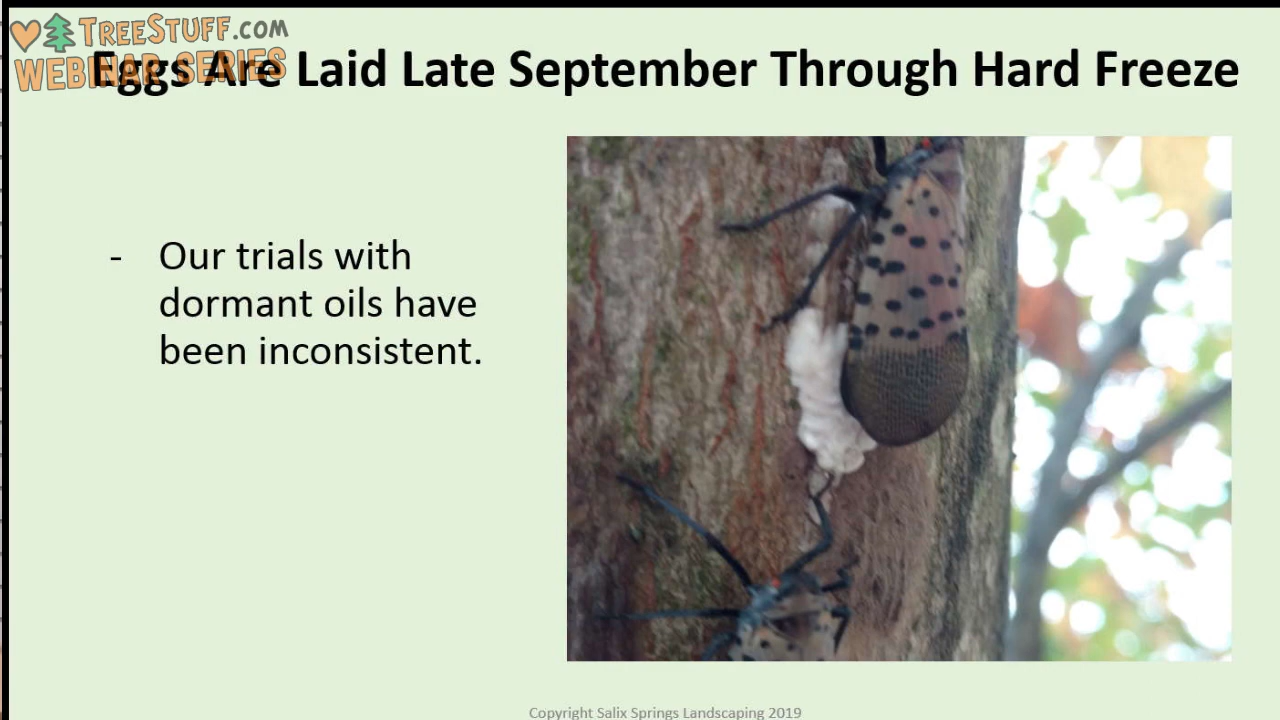 TREESTUFF.COM
WEBINAR SERIES
Eggs Are Laid Late September Through Hard Freeze
- Our trials with
dormant oils have
been inconsistent.
Copyright Salix Springs Landscaping 2019